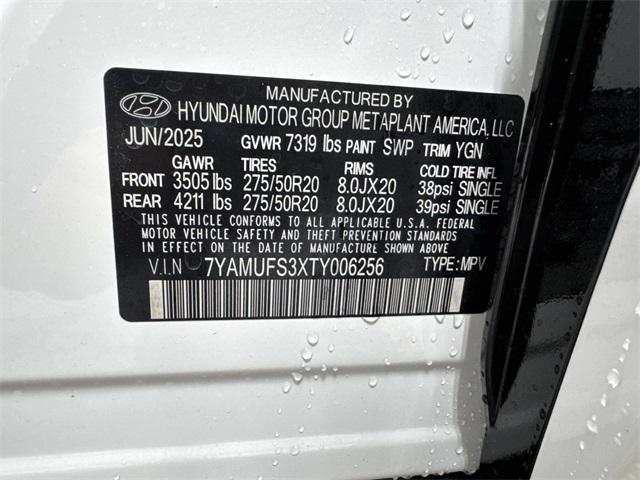 MANUFACTURED BY
HYUNDAI MOTOR GROUP METAPLANT AMERICA, LLC
JUN/2025 GVWR 7319 lbs PAINT SWP TRIM YGN
GAWR TIRES RIMS COLD TIRE INFL
FRONT 3505 lbs 275/50R20 8.0JX20 38psi SINGLE
REAR 4211 lbs 275/50R20 8.0JX20 39psi SINGLE
THIS VEHICLE CONFORMS TO ALL APPLICABLE U.S.A. FEDERAL
MOTOR VEHICLE SAFETY AND THEFT PREVENTION STANDARDS
IN EFFECT ON THE DATE OF MANUFACTURE SHOWN ABOVE.
V.I.N 7YAMUFS3XTY006256 TYPE:MPV